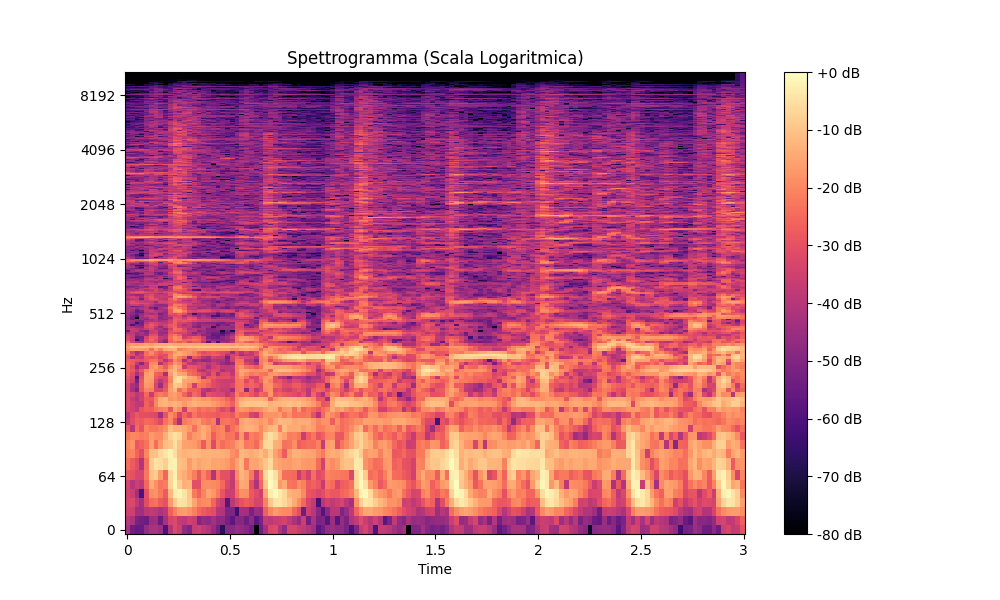 Spettrogramma (Scala Logaritmica)
8192
4096
2048
1024
512
256
128
64
0
Hz
0
0.5
1
1.5
2
2.5
3
Time
+0 dB
-10 dB
-20 dB
-30 dB
-40 dB
-50 dB
-60 dB
-70 dB
-80 dB